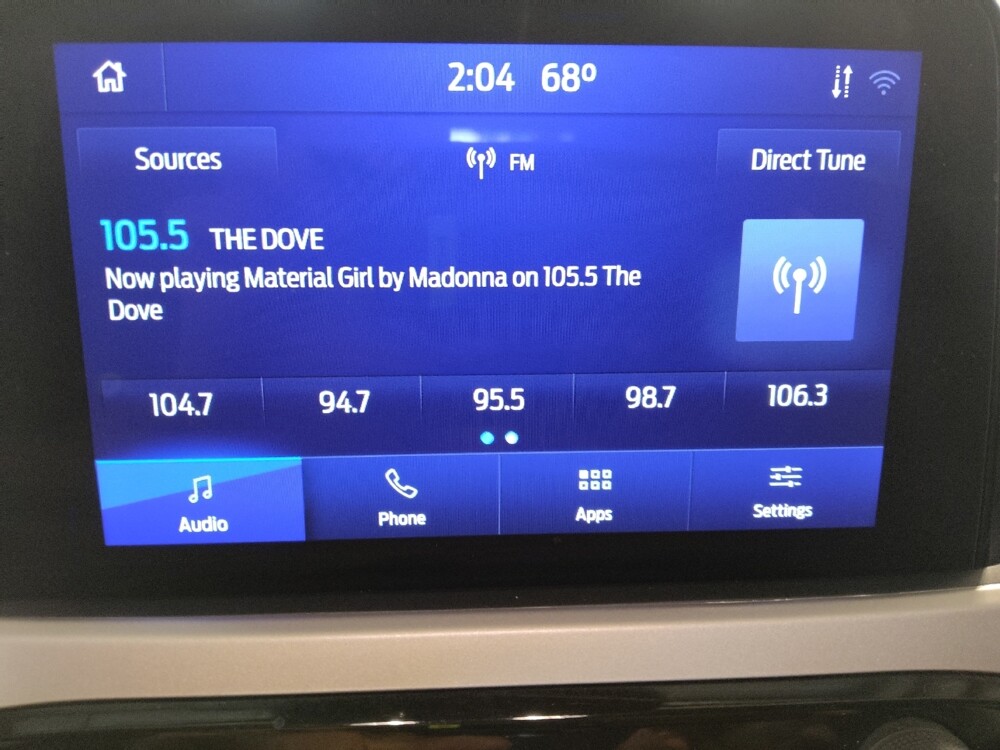 2:04 68º
Sources
FM
Direct Tune
105.5 THE DOVE
Now playing Material Girl by Madonna on 105.5 The
Dove
104.7 94.7 95.5 98.7 106.3
Audio Phone Apps Settings